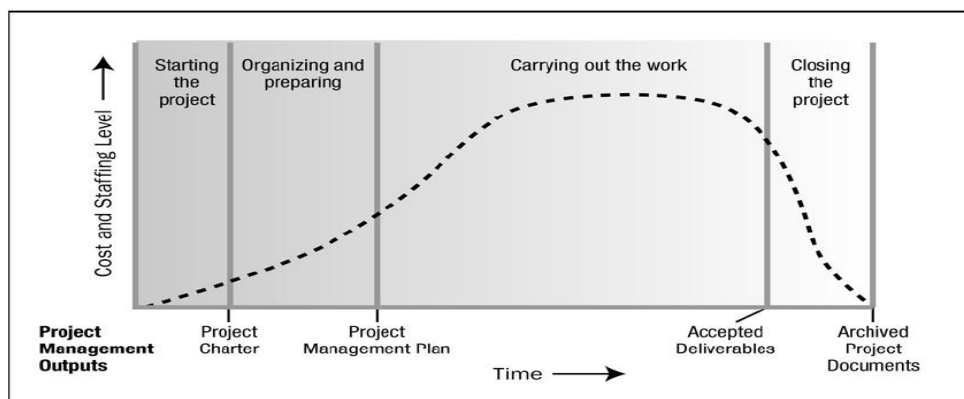 Starting
the
project
Organizing and
preparing
Carrying out the work
Closing
the
project
Cost and Staffing Level
Project
Management
Outputs
Project
Charter
Project
Management Plan
Accepted
Deliverables
Archived
Project
Documents
Time